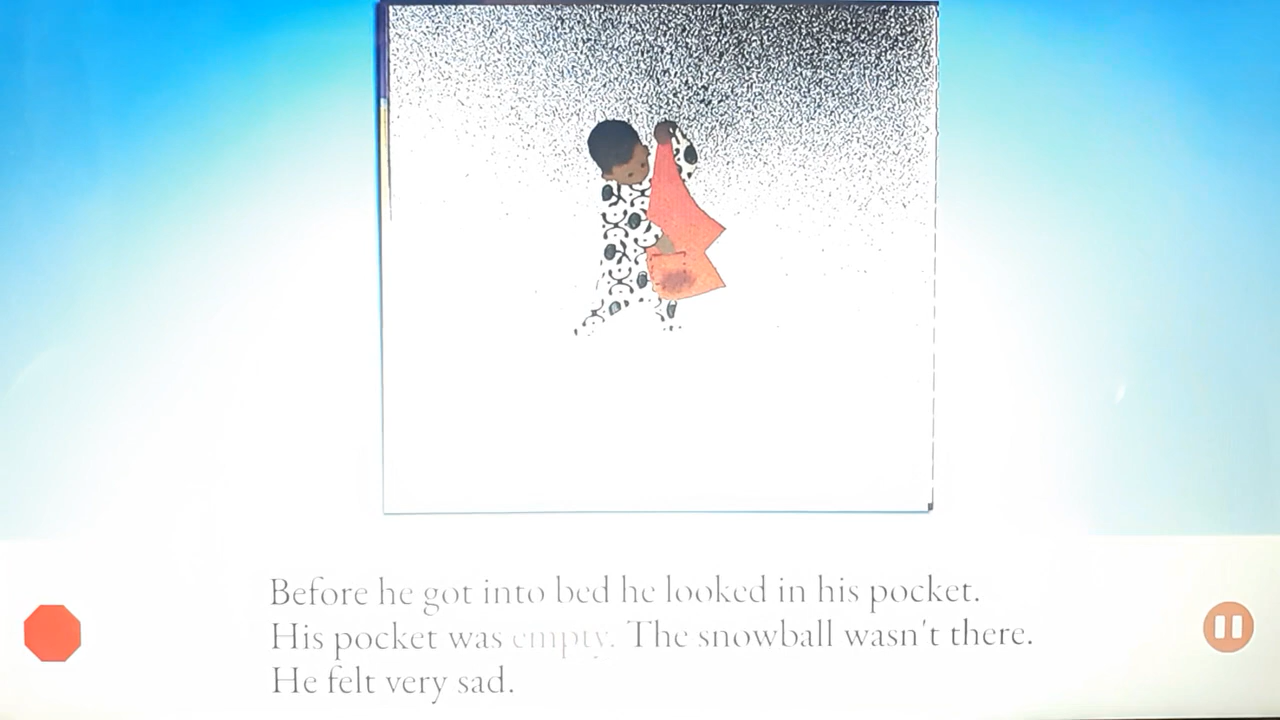 Before he got into bed he looked in his pocket.
His pocket was empty. The snowball wasn't there.
He felt very sad.